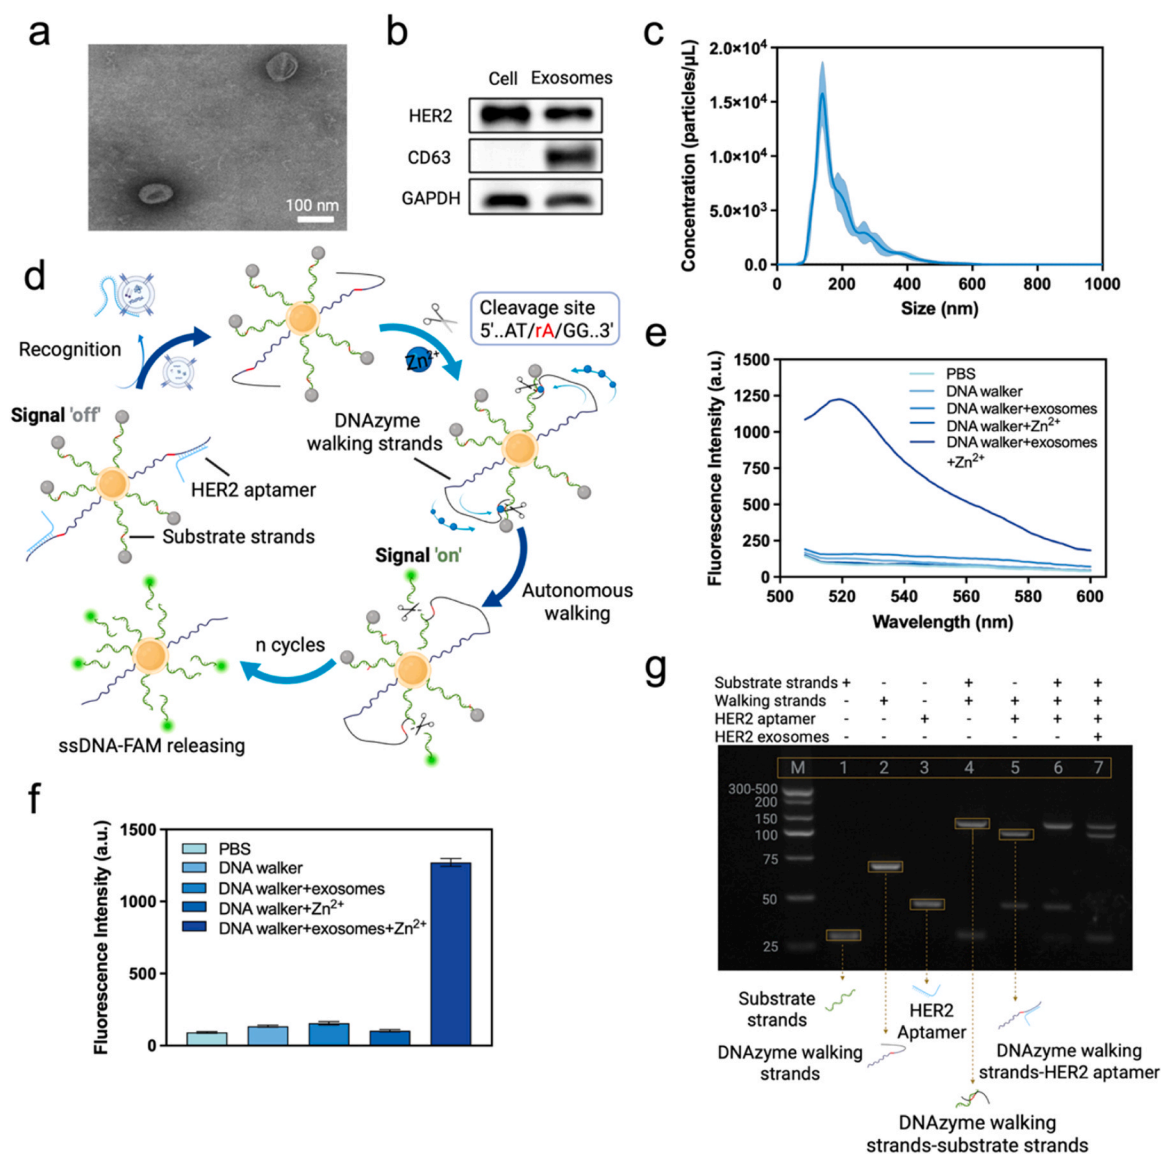 a
100 nm
b
Cell Exosomes
HER2
CD63
GAPDH
c
Concentration (particles/μL)
2.0×10⁴
1.5×10⁴
1.0×10⁴
5.0×10³
0.0
0 200 400 600 800 1000
Size (nm)
d
Recognition
Zn²⁺
Cleavage site
5'..AT/rA/GG..3'
Signal 'off'
HER2 aptamer
Substrate strands
DNAzyme
walking strands
Signal 'on'
Autonomous
walking
n cycles
ssDNA-FAM releasing
e
Fluorescence Intensity (a.u.)
1500
1250
1000
750
500
250
0
500 520 540 560 580 600
Wavelength (nm)
PBS
DNA walker
DNA walker+exosomes
DNA walker+Zn²⁺
DNA walker+exosomes
+Zn²⁺
f
Fluorescence Intensity (a.u.)
1500
1000
500
0
PBS
DNA walker
DNA walker+exosomes
DNA walker+Zn²⁺
DNA walker+exosomes+Zn²⁺
g
Substrate strands + - - + - + +
Walking strands - + - + + + +
HER2 aptamer - - + - + + +
HER2 exosomes - - - - - - +
M 1 2 3 4 5 6 7
300-500
200
150
100
75
50
25
Substrate
strands
DNAzyme walking
strands
HER2
Aptamer
DNAzyme walking
strands-HER2 aptamer
DNAzyme walking
strands-substrate strands